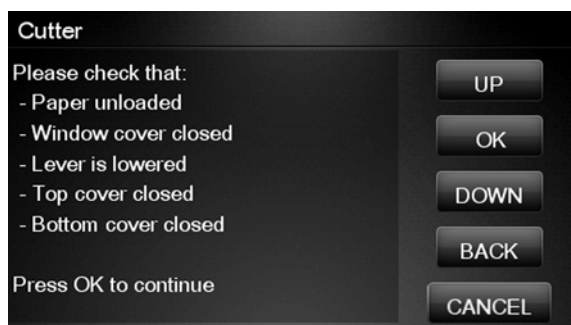 Cutter
Please check that:
- Paper unloaded
- Window cover closed
- Lever is lowered
- Top cover closed
- Bottom cover closed
Press OK to continue
UP
OK
DOWN
BACK
CANCEL